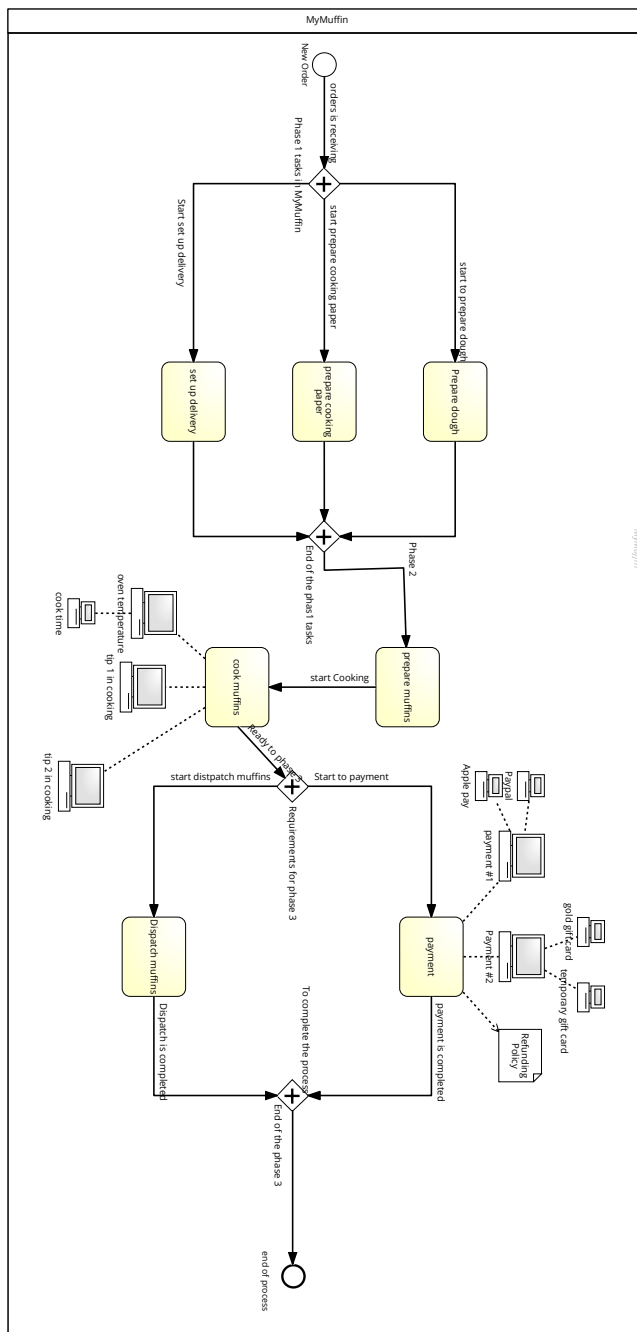 MyMuffin
New Order
orders is receiving
Phase 1 tasks in MyMuffin
Start set up delivery
start prepare cooking paper
start to prepare dough
set up delivery
prepare cooking
paper
Prepare dough
End of the phas1 tasks
Phase 2
MyMuffin
oven temperature
cook time
tip 1 in cooking
tip 2 in cooking
cook muffins
start Cooking
prepare muffins
Ready to phase 3
start distpatch muffins
Start to payment
Requirements for phase 3
Paypal
Apple pay
payment #1
gold gift card
Payment #2
temporary gift card
Dispatch muffins
payment
Refunding
Policy
Dispatch is completed
To complete the process
payment is completed
End of the phase 3
end of process